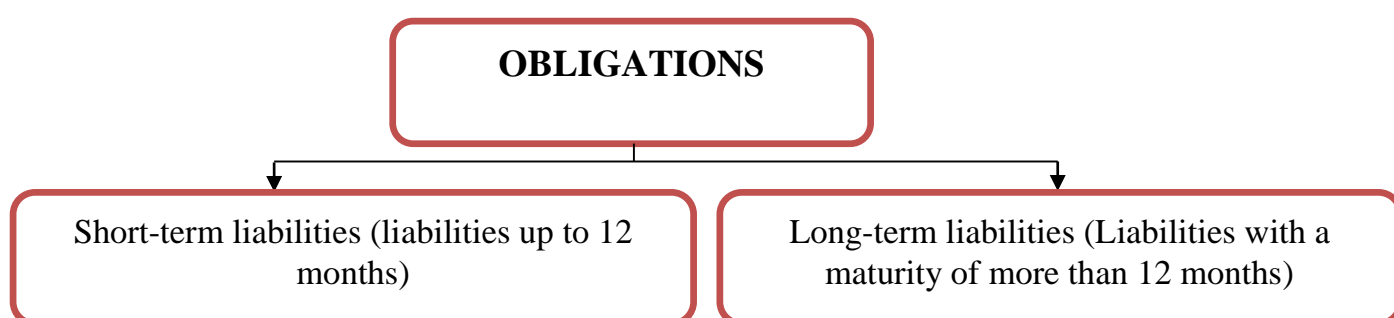 OBLIGATIONS
Short-term liabilities (liabilities up to 12
months)
Long-term liabilities (Liabilities with a
maturity of more than 12 months)